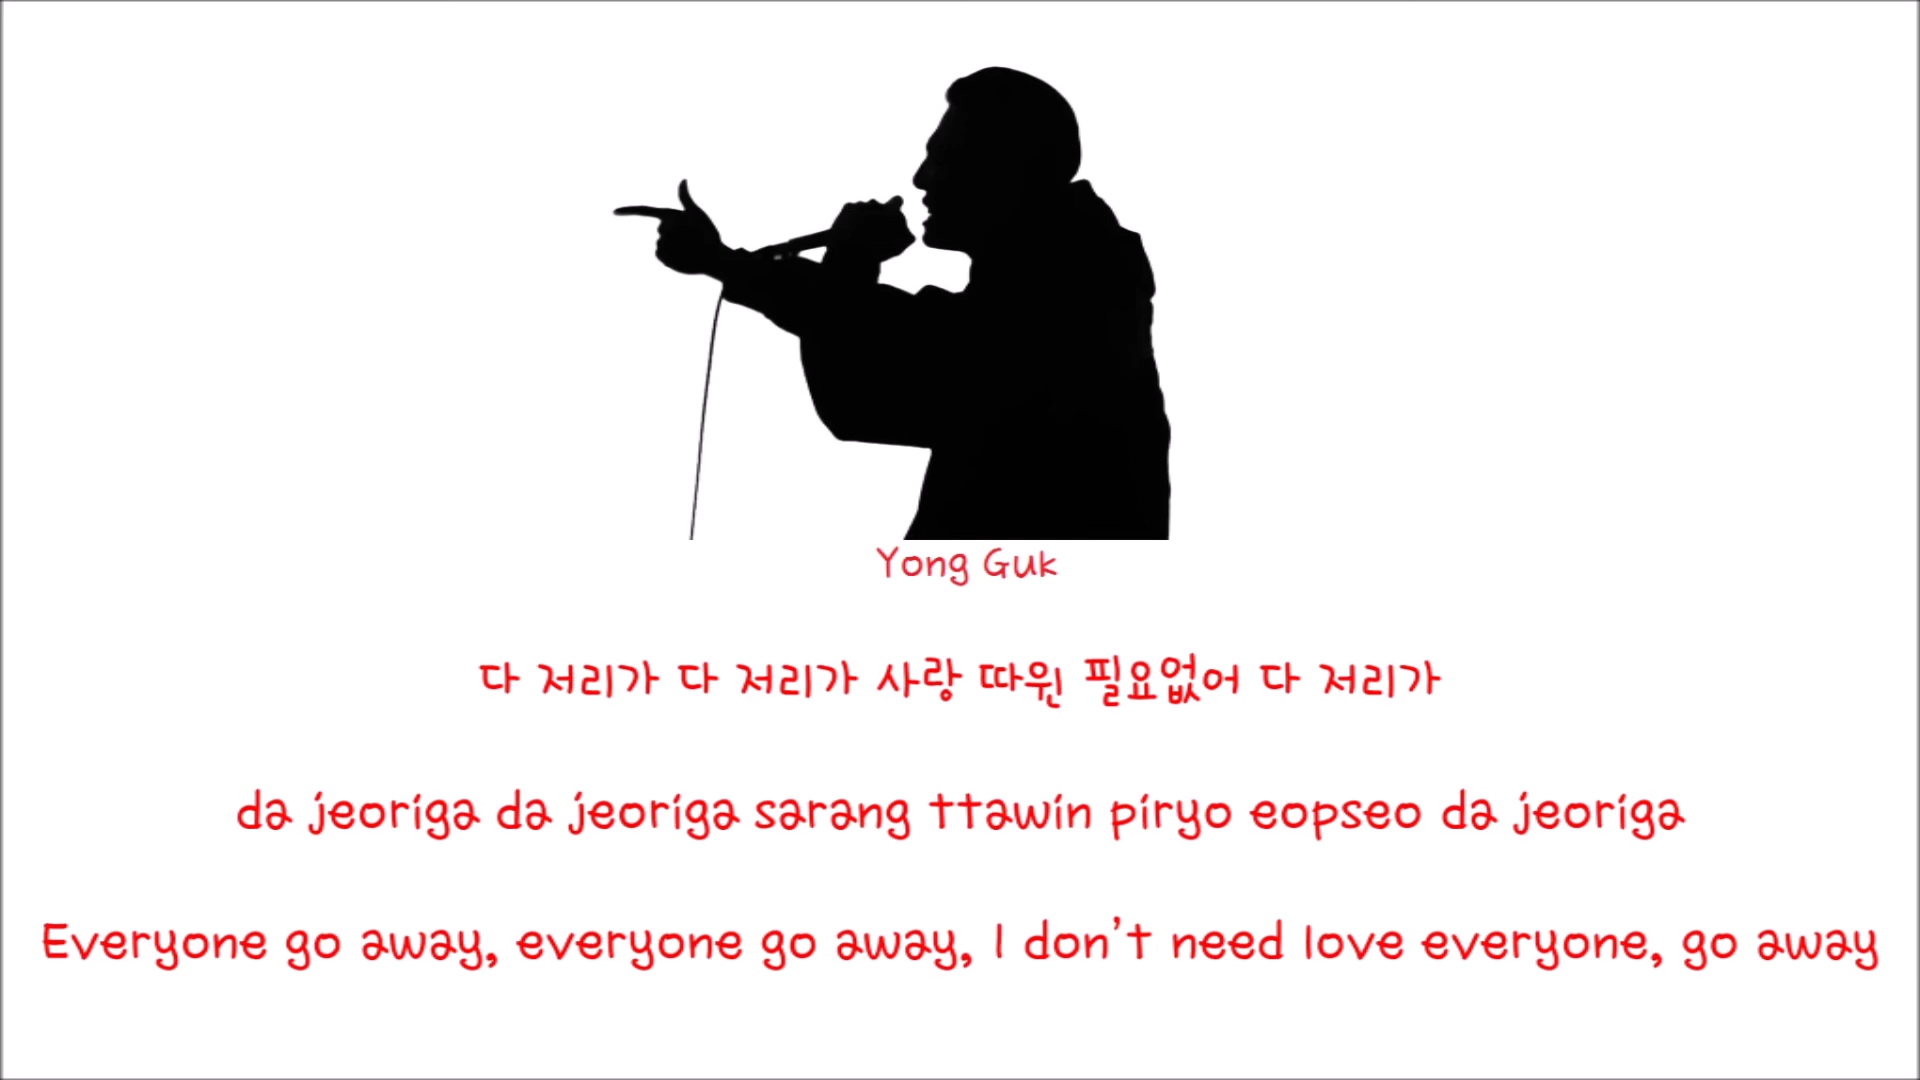 Yong Guk
다 저리가 다 저리가 사랑 따윈 필요없어 다 저리가
da jeoriga da jeoriga sarang ttawin piryo eopseo da jeoriga
Everyone go away, everyone go away, I don't need love everyone, go away